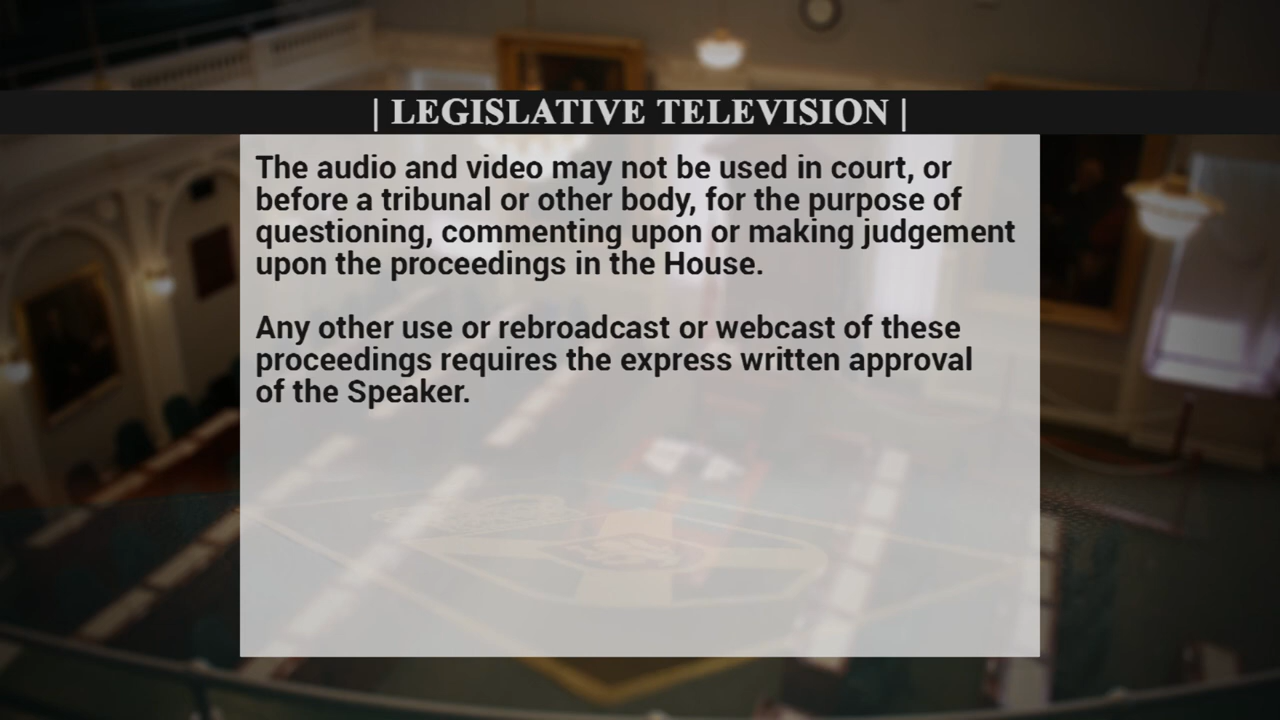 | LEGISLATIVE TELEVISION |
The audio and video may not be used in court, or
before a tribunal or other body, for the purpose of
questioning, commenting upon or making judgement
upon the proceedings in the House.
Any other use or rebroadcast or webcast of these
proceedings requires the express written approval
of the Speaker.